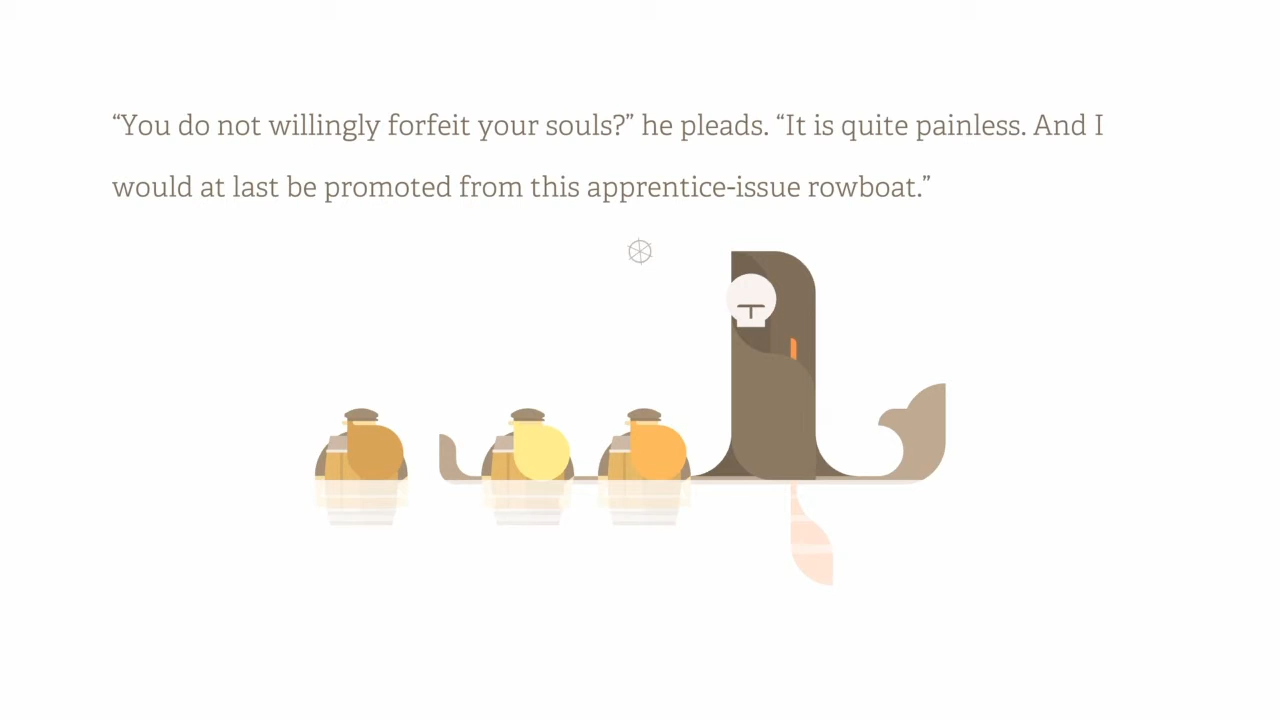 “You do not willingly forfeit your souls?” he pleads. “It is quite painless. And I
would at last be promoted from this apprentice-issue rowboat.”